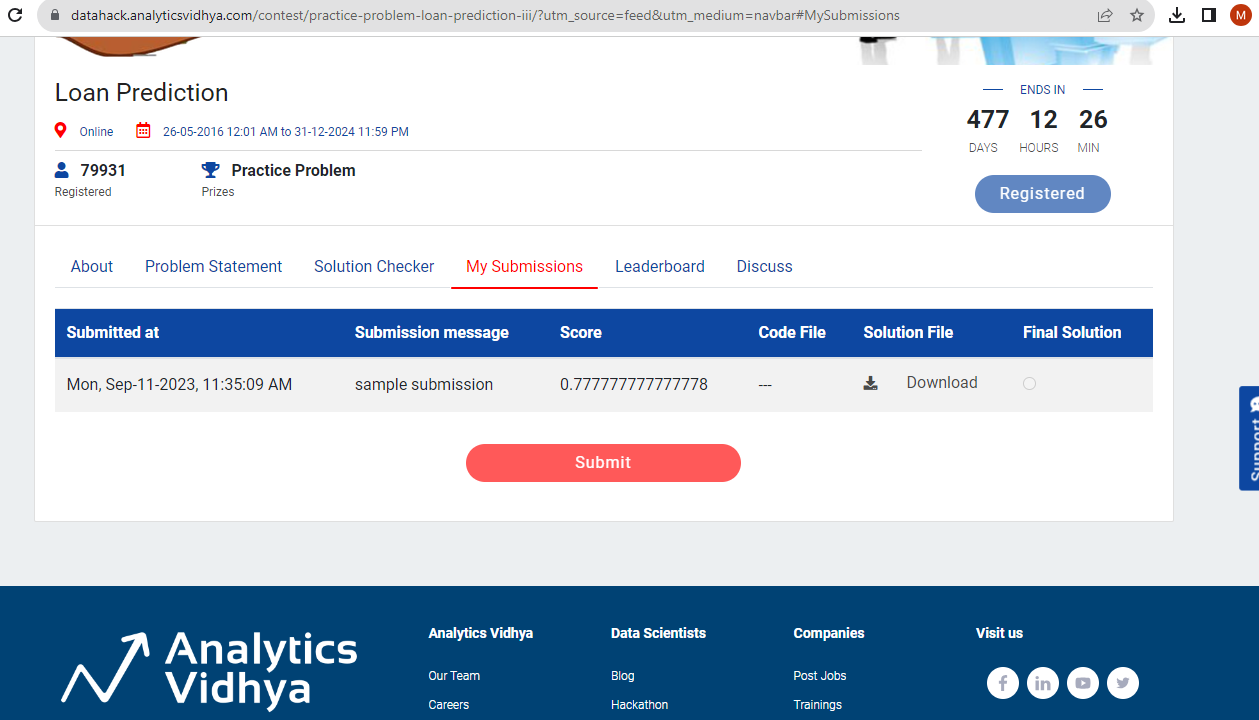 datahack.analyticsvidhya.com/contest/practice-problem-loan-prediction-iii/?utm_source=feed&utm_medium=navbar#MySubmissions
M
Loan Prediction
ENDS IN
477 12 26
DAYS HOURS MIN
Online 26-05-2016 12:01 AM to 31-12-2024 11:59 PM
79931 Practice Problem
Registered Prizes
Registered
About Problem Statement Solution Checker My Submissions Leaderboard Discuss
Submitted at Submission message Score Code File Solution File Final Solution
Mon, Sep-11-2023, 11:35:09 AM sample submission 0.777777777777778 --- Download
Support
Submit
Analytics Vidhya
Analytics Vidhya Data Scientists Companies Visit us
Our Team Blog Post Jobs
Careers Hackathon Trainings